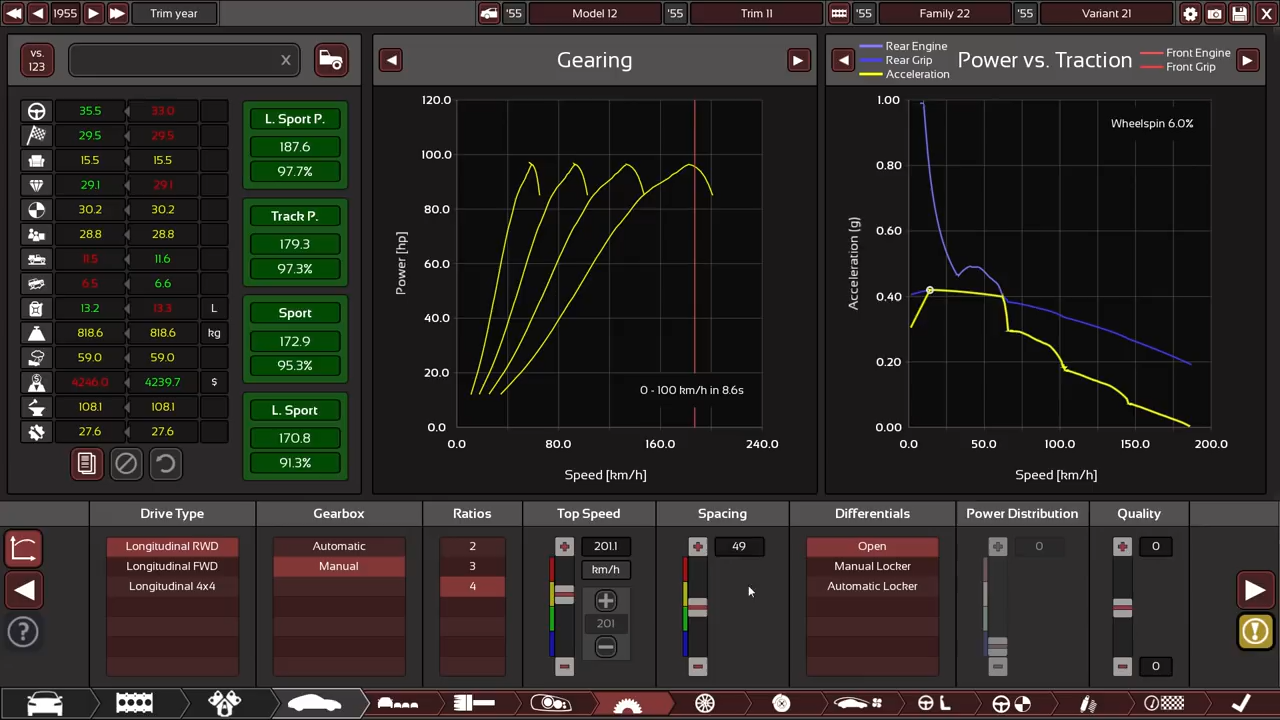 1955 Trim year '55 Model 12 '55 Trim 11 '55 Family 22 '55 Variant 21
vs.
123
x
35.5 33.0
29.5 29.5
15.5 15.5
29.1 29.1
30.2 30.2
28.8 28.8
11.5 11.6
6.5 6.6
13.2 13.3 L
818.6 818.6 kg
59.0 59.0
4246.0 4239.7 $
108.1 108.1
27.6 27.6
L. Sport P.
187.6
97.7%
Track P.
179.3
97.3%
Sport
172.9
95.3%
L. Sport
170.8
91.3%
Gearing
120.0
100.0
80.0
60.0
40.0
20.0
0.0
Power [hp]
0 - 100 km/h in 8.6s
0.0 80.0 160.0 240.0
Speed [km/h]
Rear Engine
Rear Grip
Acceleration
Power vs. Traction
Front Engine
Front Grip
Wheelspin 6.0%
1.00
0.80
0.60
0.40
0.20
0.00
Acceleration (g)
0.0 50.0 100.0 150.0 200.0
Speed [km/h]
Drive Type
Longitudinal RWD
Longitudinal FWD
Longitudinal 4x4
Gearbox
Automatic
Manual
Ratios
2
3
4
Top Speed
201.1
km/h
201
Spacing
49
Differentials
Open
Manual Locker
Automatic Locker
Power Distribution
0
Quality
0
0